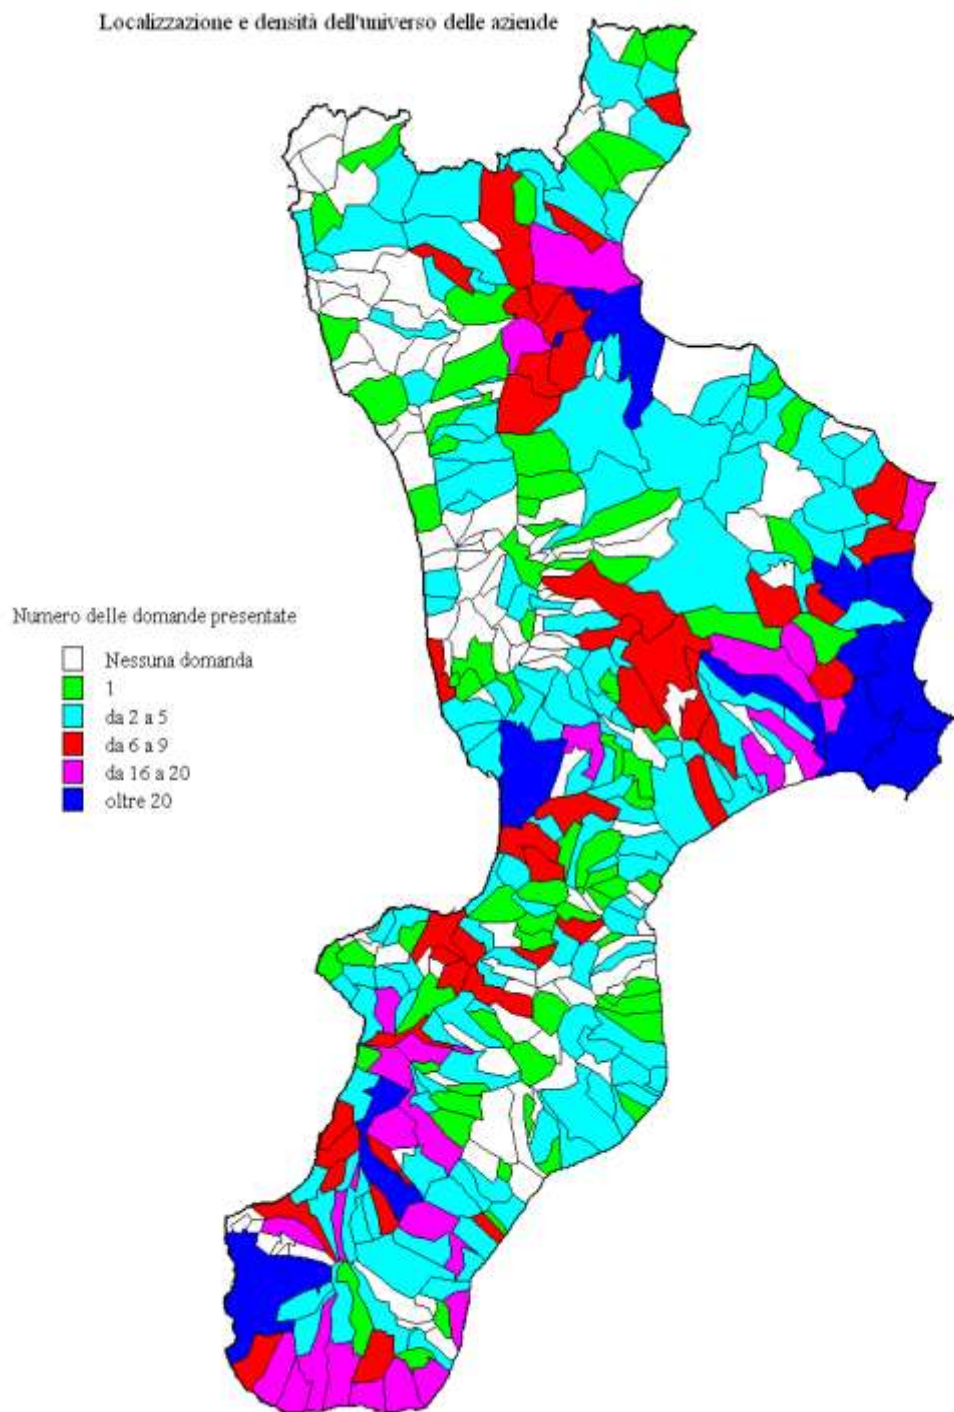 Localizzazione e densità dell'universo delle aziende
Numero delle domande presentate
Nessuna domanda
1
da 2 a 5
da 6 a 9
da 16 a 20
oltre 20